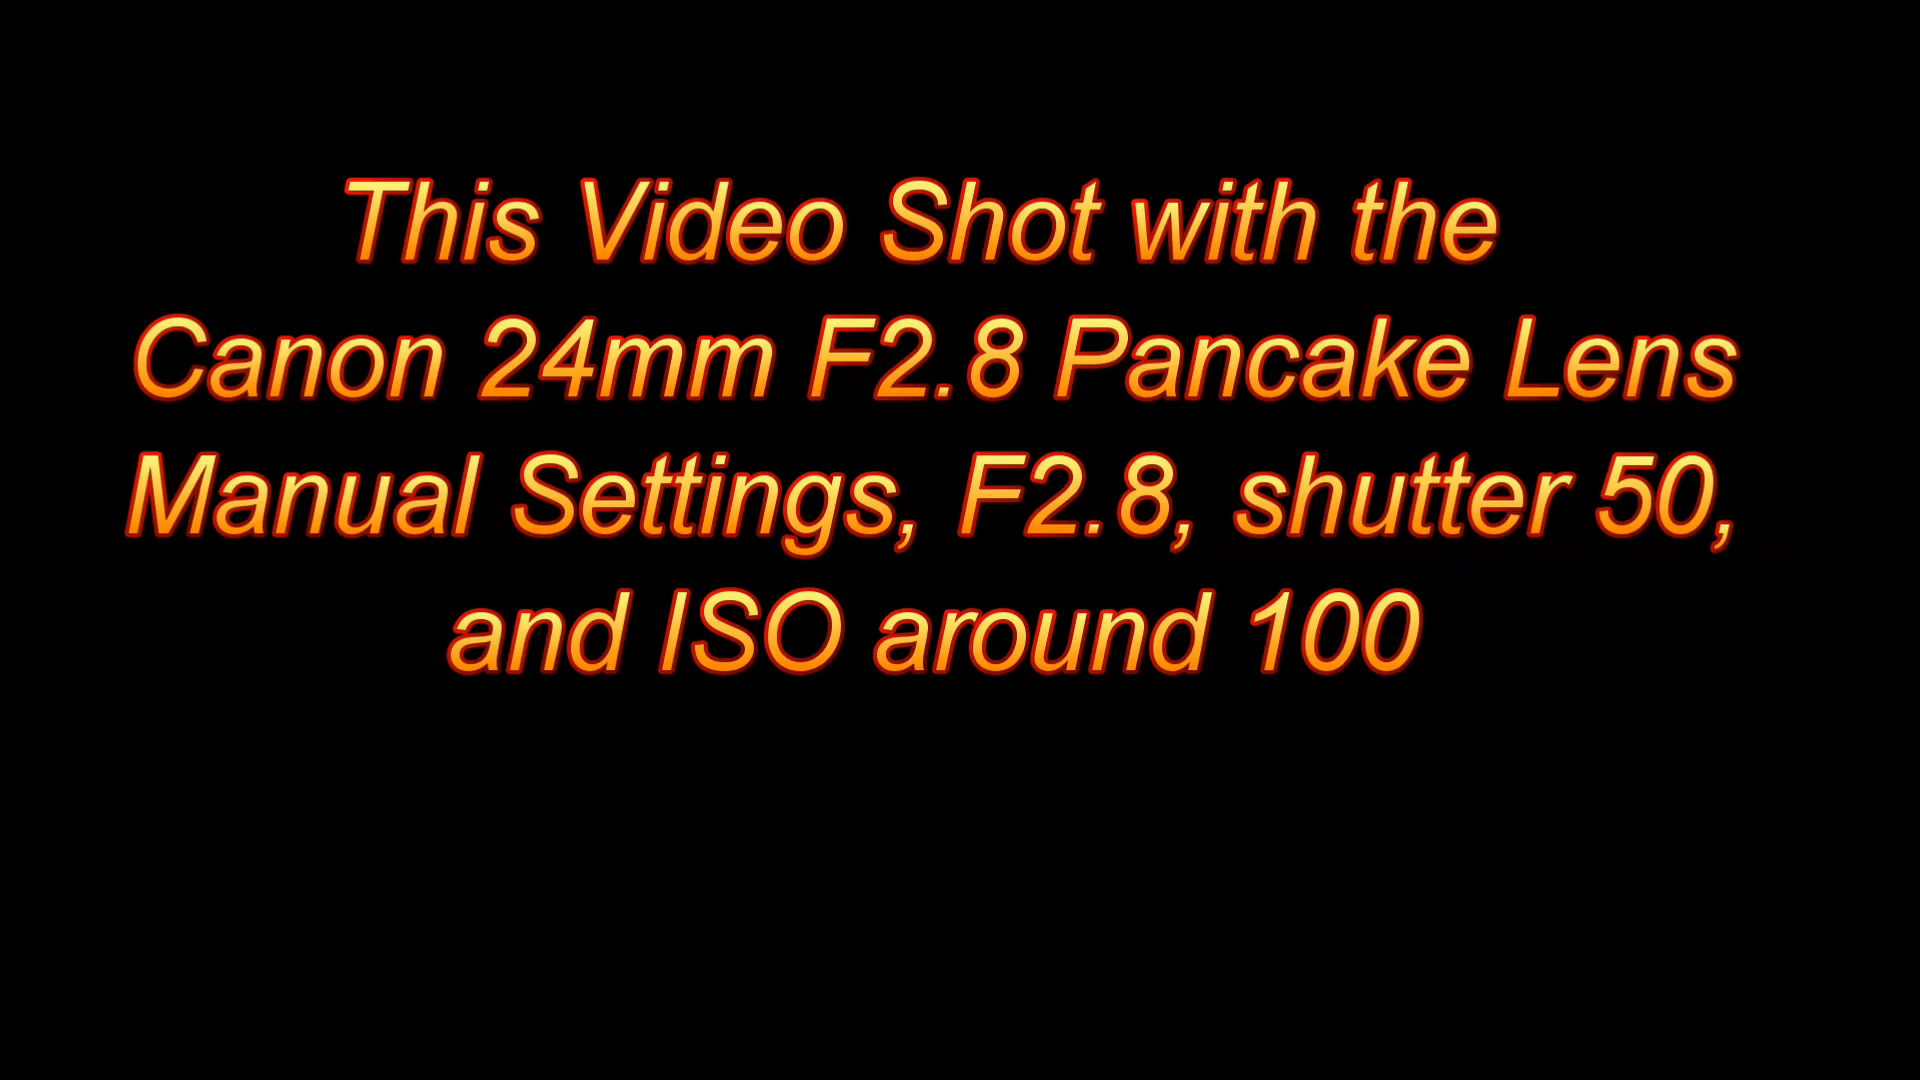 This Video Shot with the
Canon 24mm F2.8 Pancake Lens
Manual Settings, F2.8, shutter 50,
and ISO around 100